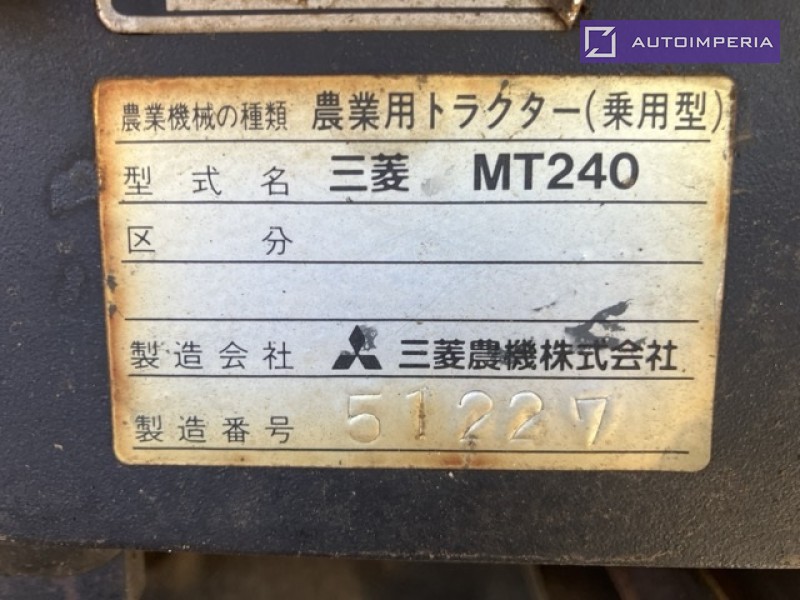 AUTOIMPERIA
農業機械の種類 農業用トラクター(乗用型)
型式名 三菱 MT240
区分
製造会社 三菱農機株式会社
製造番号 51227